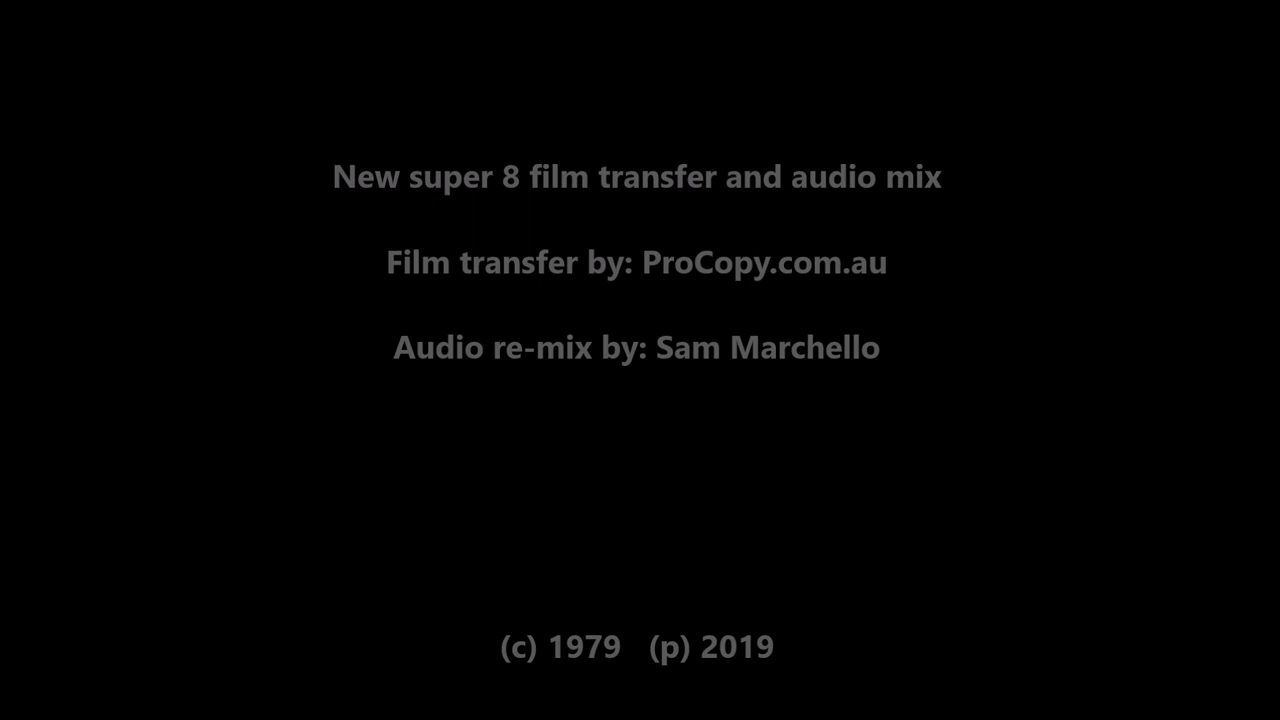 New super 8 film transfer and audio mix
Film transfer by: ProCopy.com.au
Audio re-mix by: Sam Marchello
(c) 1979 (p) 2019